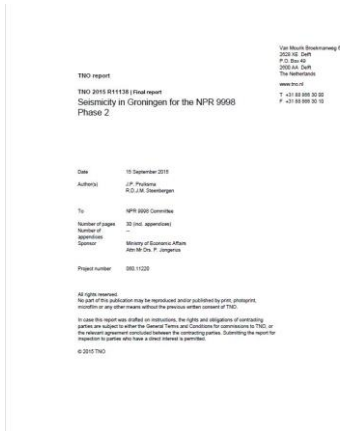 Van Mourik Broekmanweg 6
2628 XE Delft
P.O. Box 49
2600 AA Delft
The Netherlands
www.tno.nl
T +31 88 866 30 00
F +31 88 866 30 10
TNO report
TNO 2015 R11138 | Final report
Seismicity in Groningen for the NPR 9998
Phase 2
Date 15 September 2015
Author(s)
R.D.J.M. Steenbergen
To NPR 9998 Committee
Number of pages 32 (incl. appendices)
Number of
appendices
Sponsor Ministry of Economic Affairs
Attn Mr Drs. P. Jongerius
Project number 060.11220
All rights reserved.
No part of this publication may be reproduced and/or published by print, photoprint,
microfilm or any other means without the previous written consent of TNO.
In case this report was drafted on instructions, the rights and obligations of contracting
parties are subject to either the General Terms and Conditions for commissions to TNO, or
the relevant agreement concluded between the contracting parties. Submitting the report for
inspection to parties who have a direct interest is permitted.
© 2015 TNO